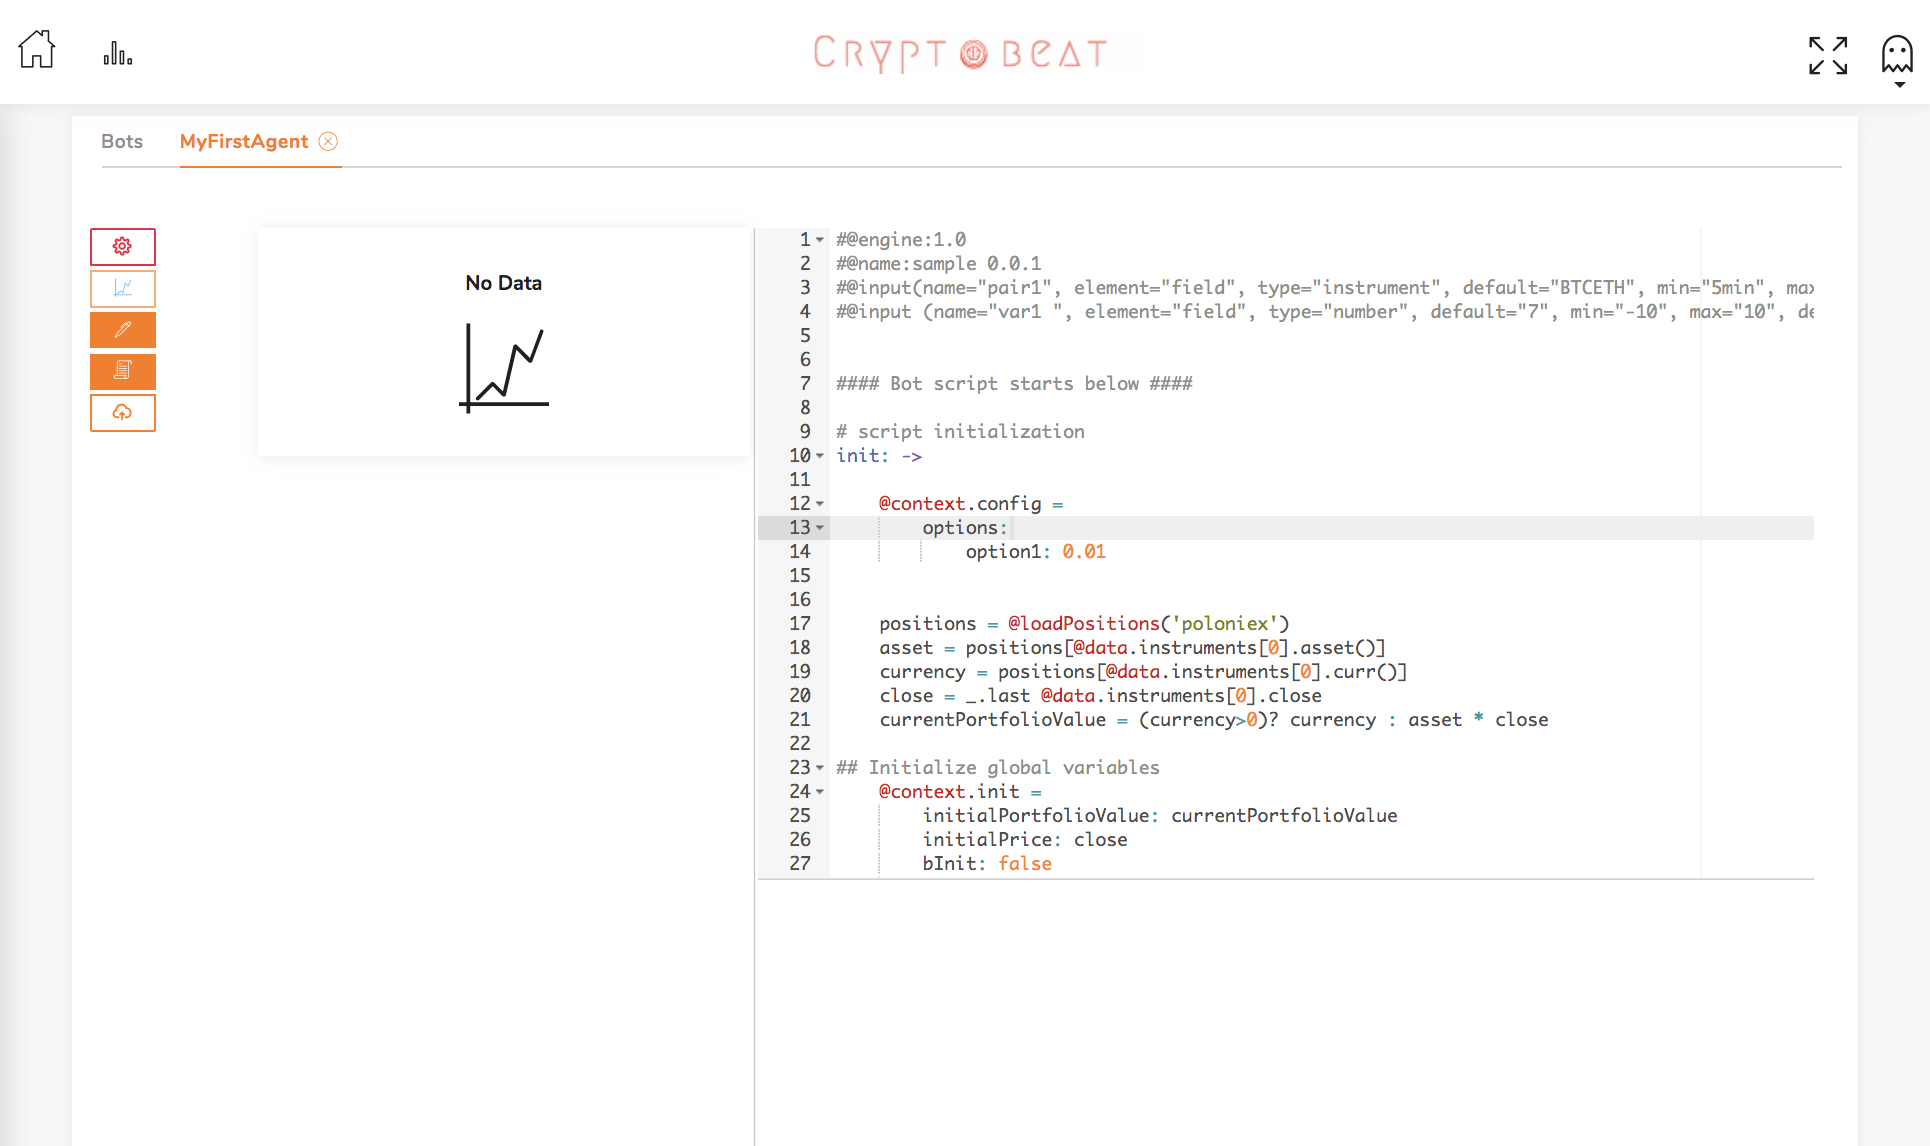 CRYPTOBEAT
Bots MyFirstAgent
No Data
1 #@engine:1.0
2 #@name:sample 0.0.1
3 #@input(name="pair1", element="field", type="instrument", default="BTCETH", min="5min", max
4 #@input (name="var1 ", element="field", type="number", default="7", min="-10", max="10", de
5
6
7 #### Bot script starts below ####
8
9 # script initialization
10 init: ->
11
12 @context.config =
13 options:
14 option1: 0.01
15
16
17 positions = @loadPositions('poloniex')
18 asset = positions[@data.instruments[0].asset()]
19 currency = positions[@data.instruments[0].curr()]
20 close = _.last @data.instruments[0].close
21 currentPortfolioValue = (currency>0)? currency : asset * close
22
23 ## Initialize global variables
24 @context.init =
25 initialPortfolioValue: currentPortfolioValue
26 initialPrice: close
27 bInit: false